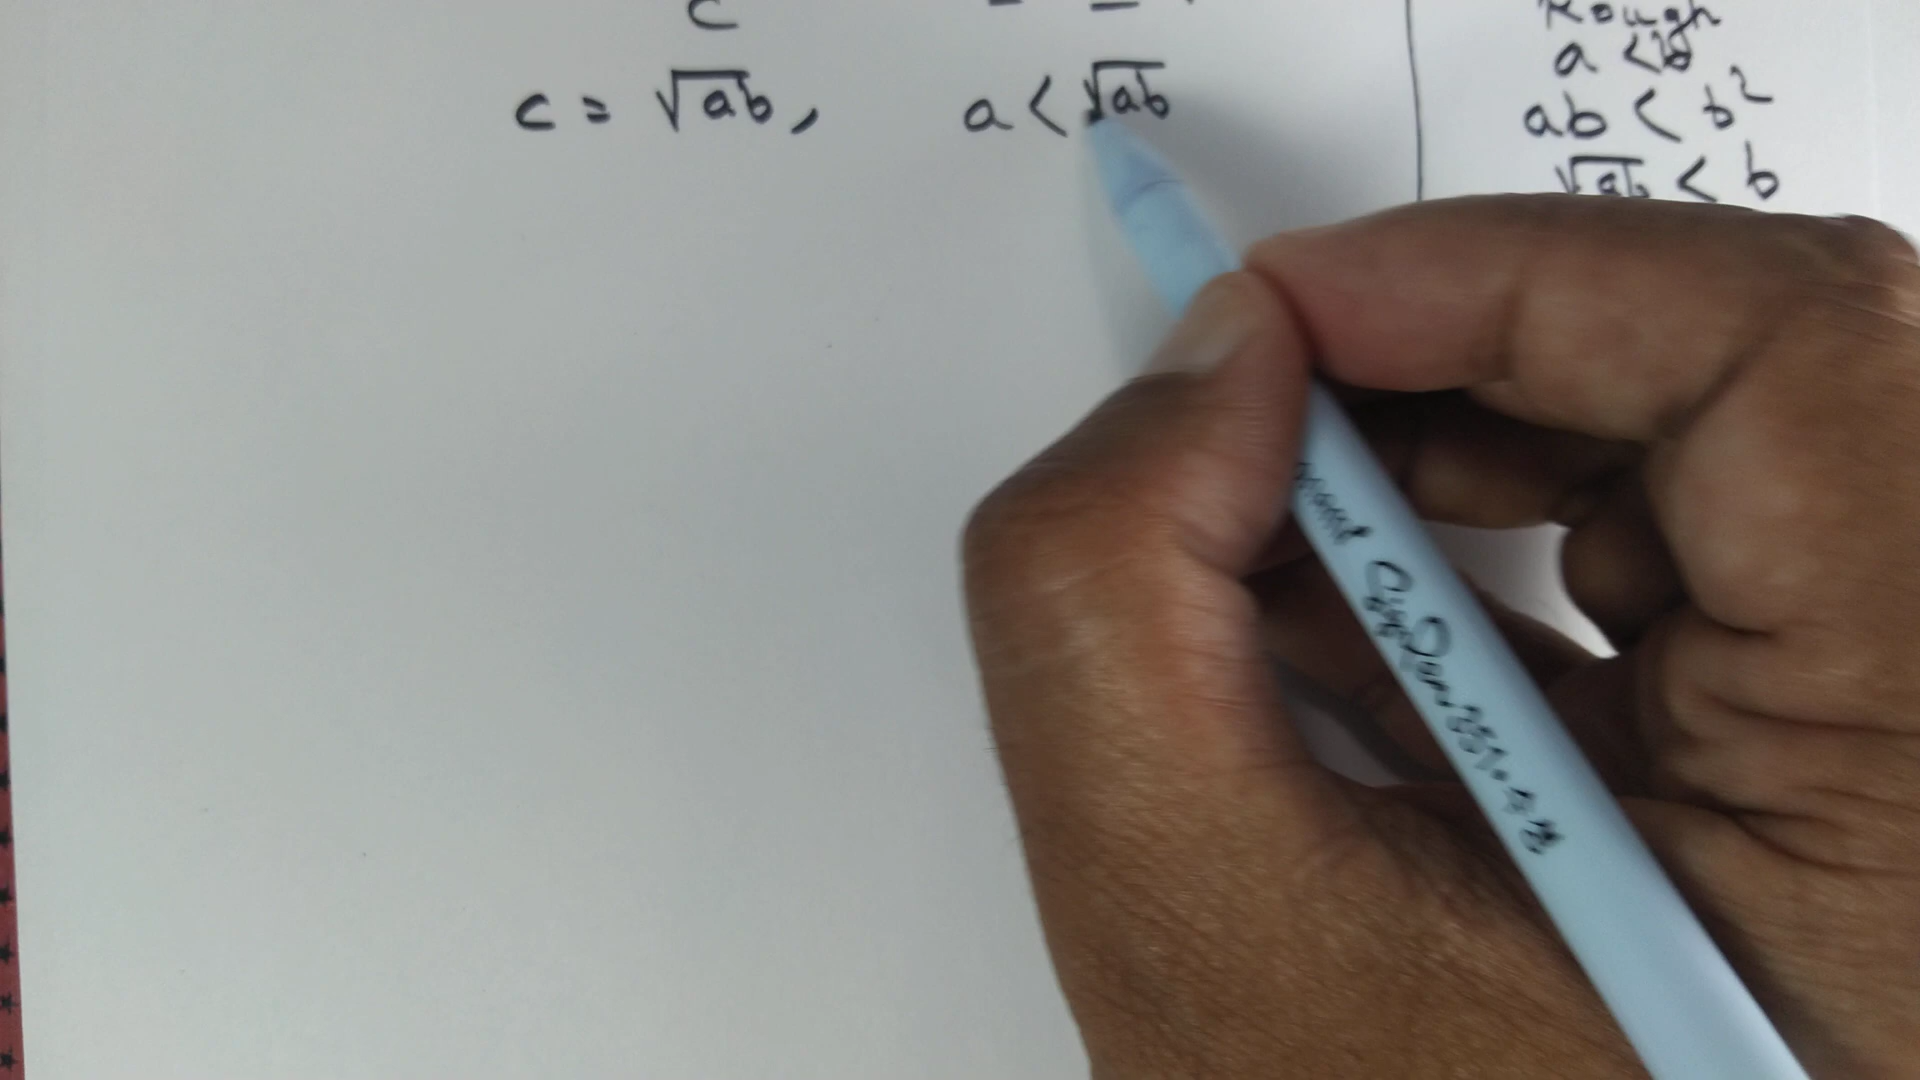 c = √ab, a < √ab
Rough
a < b
ab < b²
√ab < b